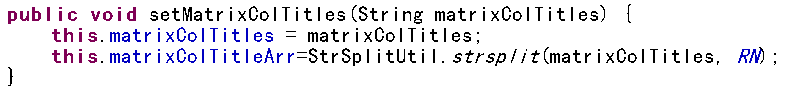 public void setMatrixColTitles(String matrixColTitles) {
    this.matrixColTitles = matrixColTitles;
    this.matrixColTitleArr=StrSplitUtil.strsplit(matrixColTitles, RN);
}